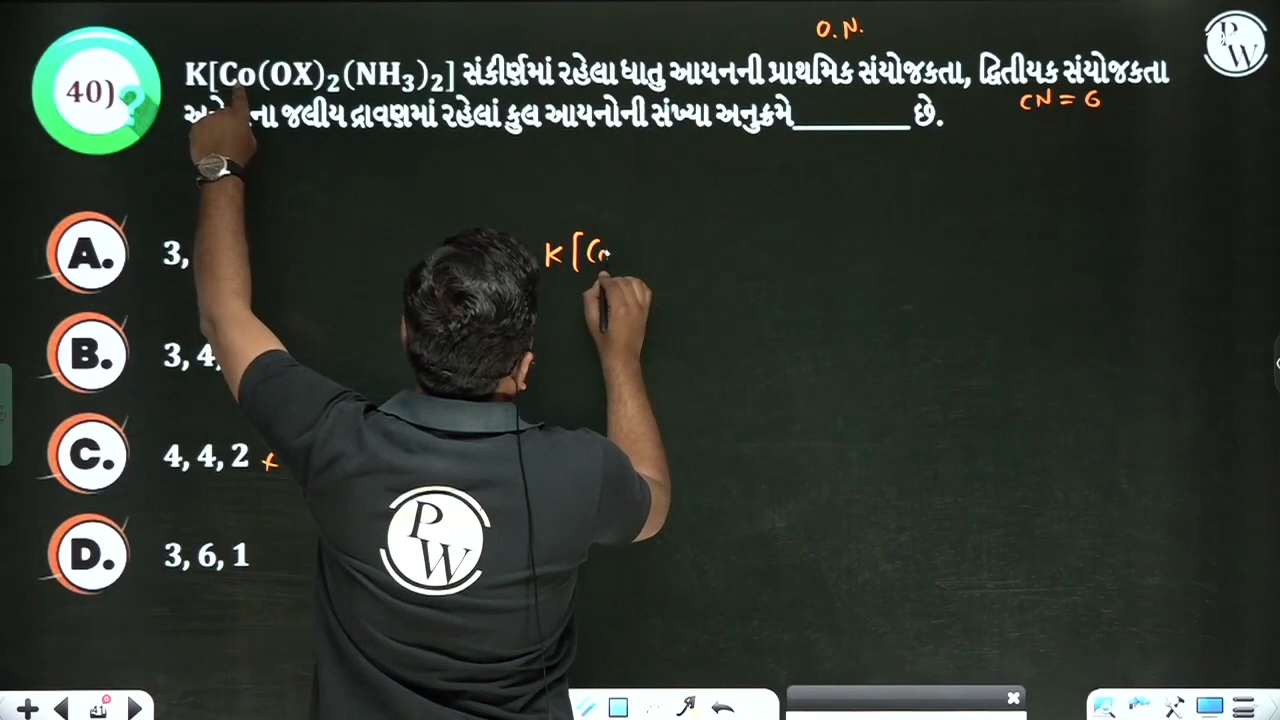 O.N.
40)
K[Co(OX)₂(NH₃)₂] સંકીર્ણમાં રહેલા ધાતુ આયનની પ્રાથમિક સંયોજકતા, દ્વિતીયક સંયોજકતા
CN = 6
જલીય દ્રાવણમાં રહેલાં કુલ આયનોની સંખ્યા અનુક્રમે________ છે.
A. 3,
K[Co
B. 3, 4,
C. 4, 4, 2 x
D. 3, 6, 1
PW
PW